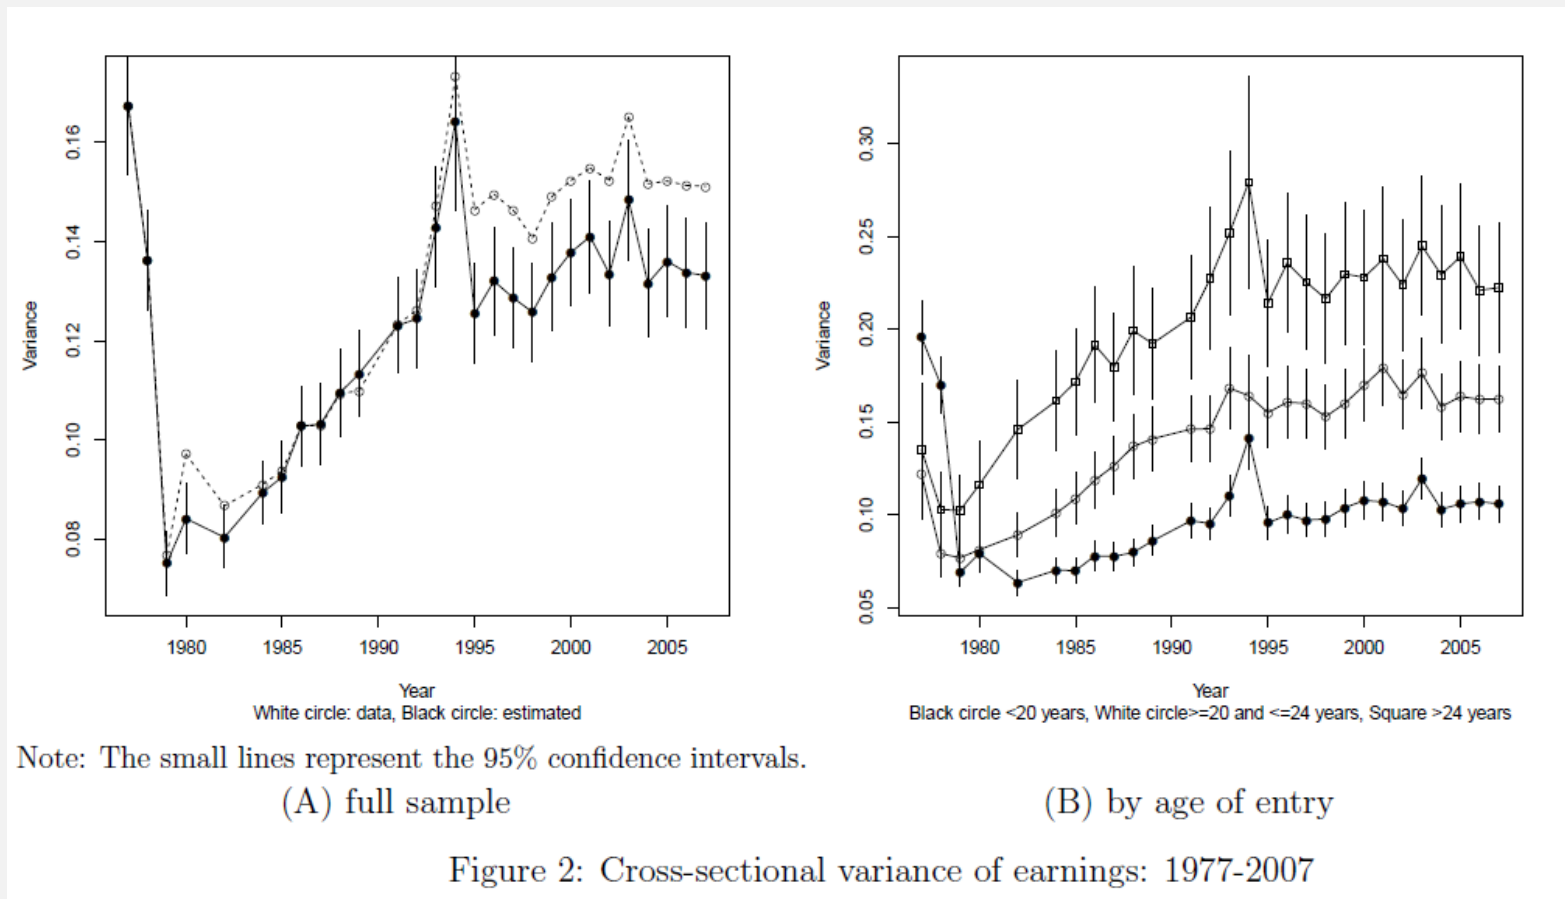 0.16
0.14
0.12
0.10
0.08
Variance
1980 1985 1990 1995 2000 2005
Year
White circle: data, Black circle: estimated
0.30
0.25
0.20
0.15
0.10
0.05
Variance
1980 1985 1990 1995 2000 2005
Year
Black circle <20 years, White circle>=20 and <=24 years, Square >24 years
Note: The small lines represent the 95% confidence intervals.
(A) full sample
(B) by age of entry
Figure 2: Cross-sectional variance of earnings: 1977-2007